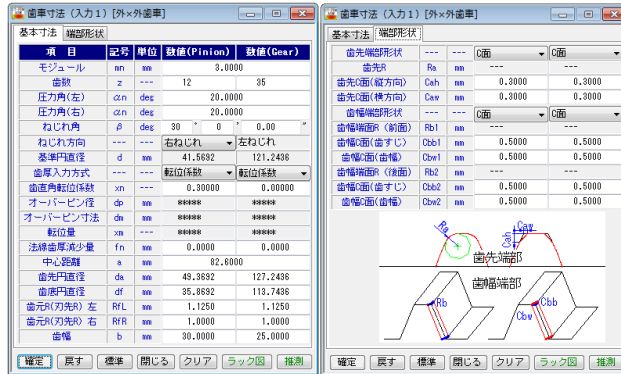 歯車寸法（入力１）[外×外歯車]
基本寸法 端部形状
項 目 記号 単位 数値(Pinion) 数値(Gear)
モジュール mn mm 3.0000
歯数 z --- 12 35
圧力角(左) αn deg 20.0000
圧力角(右) αn deg 20.0000
ねじれ角 β deg 30 ° 0 ' 0.00 "
ねじれ方向 --- --- 右ねじれ 左ねじれ
基準円直径 d mm 41.5692 121.2436
歯厚入力方式 --- --- 転位係数 転位係数
歯直角転位係数 xn --- 0.30000 0.00000
オーバーピン径 dp mm ***** *****
オーバーピン寸法 dm mm ***** *****
転位量 xm --- ***** *****
法線歯厚減少量 fn mm 0.0000 0.0000
中心距離 a mm 82.6000
歯先円直径 da mm 49.3692 127.2436
歯底円直径 df mm 35.8692 113.7436
歯元R(刃先R) 左 RfL mm 1.1250 1.1250
歯元R(刃先R) 右 RfR mm 1.0000 1.0000
歯幅 b mm 30.0000 25.0000
確定 戻す 標準 閉じる クリア ラック図 推測
歯車寸法（入力１）[外×外歯車]
基本寸法 端部形状
歯先端部形状 --- --- C面 C面
歯先R Ra mm --- ---
歯先C面(縦方向) Cah mm 0.3000 0.3000
歯先C面(横方向) Caw mm 0.3000 0.3000
歯幅端部形状 --- --- C面 C面
歯幅端面R（前面） Rb1 mm --- ---
歯幅C面(歯すじ) Cbb1 mm 0.5000 0.5000
歯幅C面(歯幅) Cbw1 mm 0.5000 0.5000
歯幅端面R（後面） Rb2 mm --- ---
歯幅C面(歯すじ) Cbb2 mm 0.5000 0.5000
歯幅C面(歯幅) Cbw2 mm 0.5000 0.5000
Ra Cah Caw
歯先端部
歯幅端部
Rb Cbw Cbb
確定 戻す 標準 閉じる クリア ラック図 推測